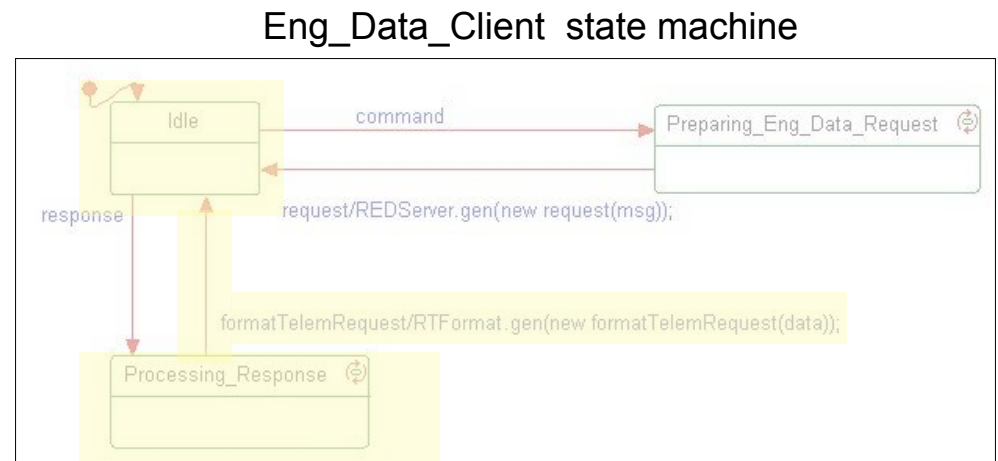 Eng_Data_Client state machine
Idle
command
Preparing_Eng_Data_Request
response
request/REDServer.gen(new request(msg));
formatTelemRequest/RTFormat.gen(new formatTelemRequest(data));
Processing_Response